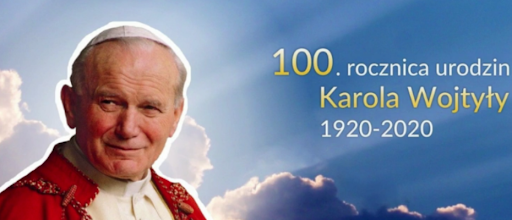 100. rocznica urodzin
Karola Wojtyły
1920-2020